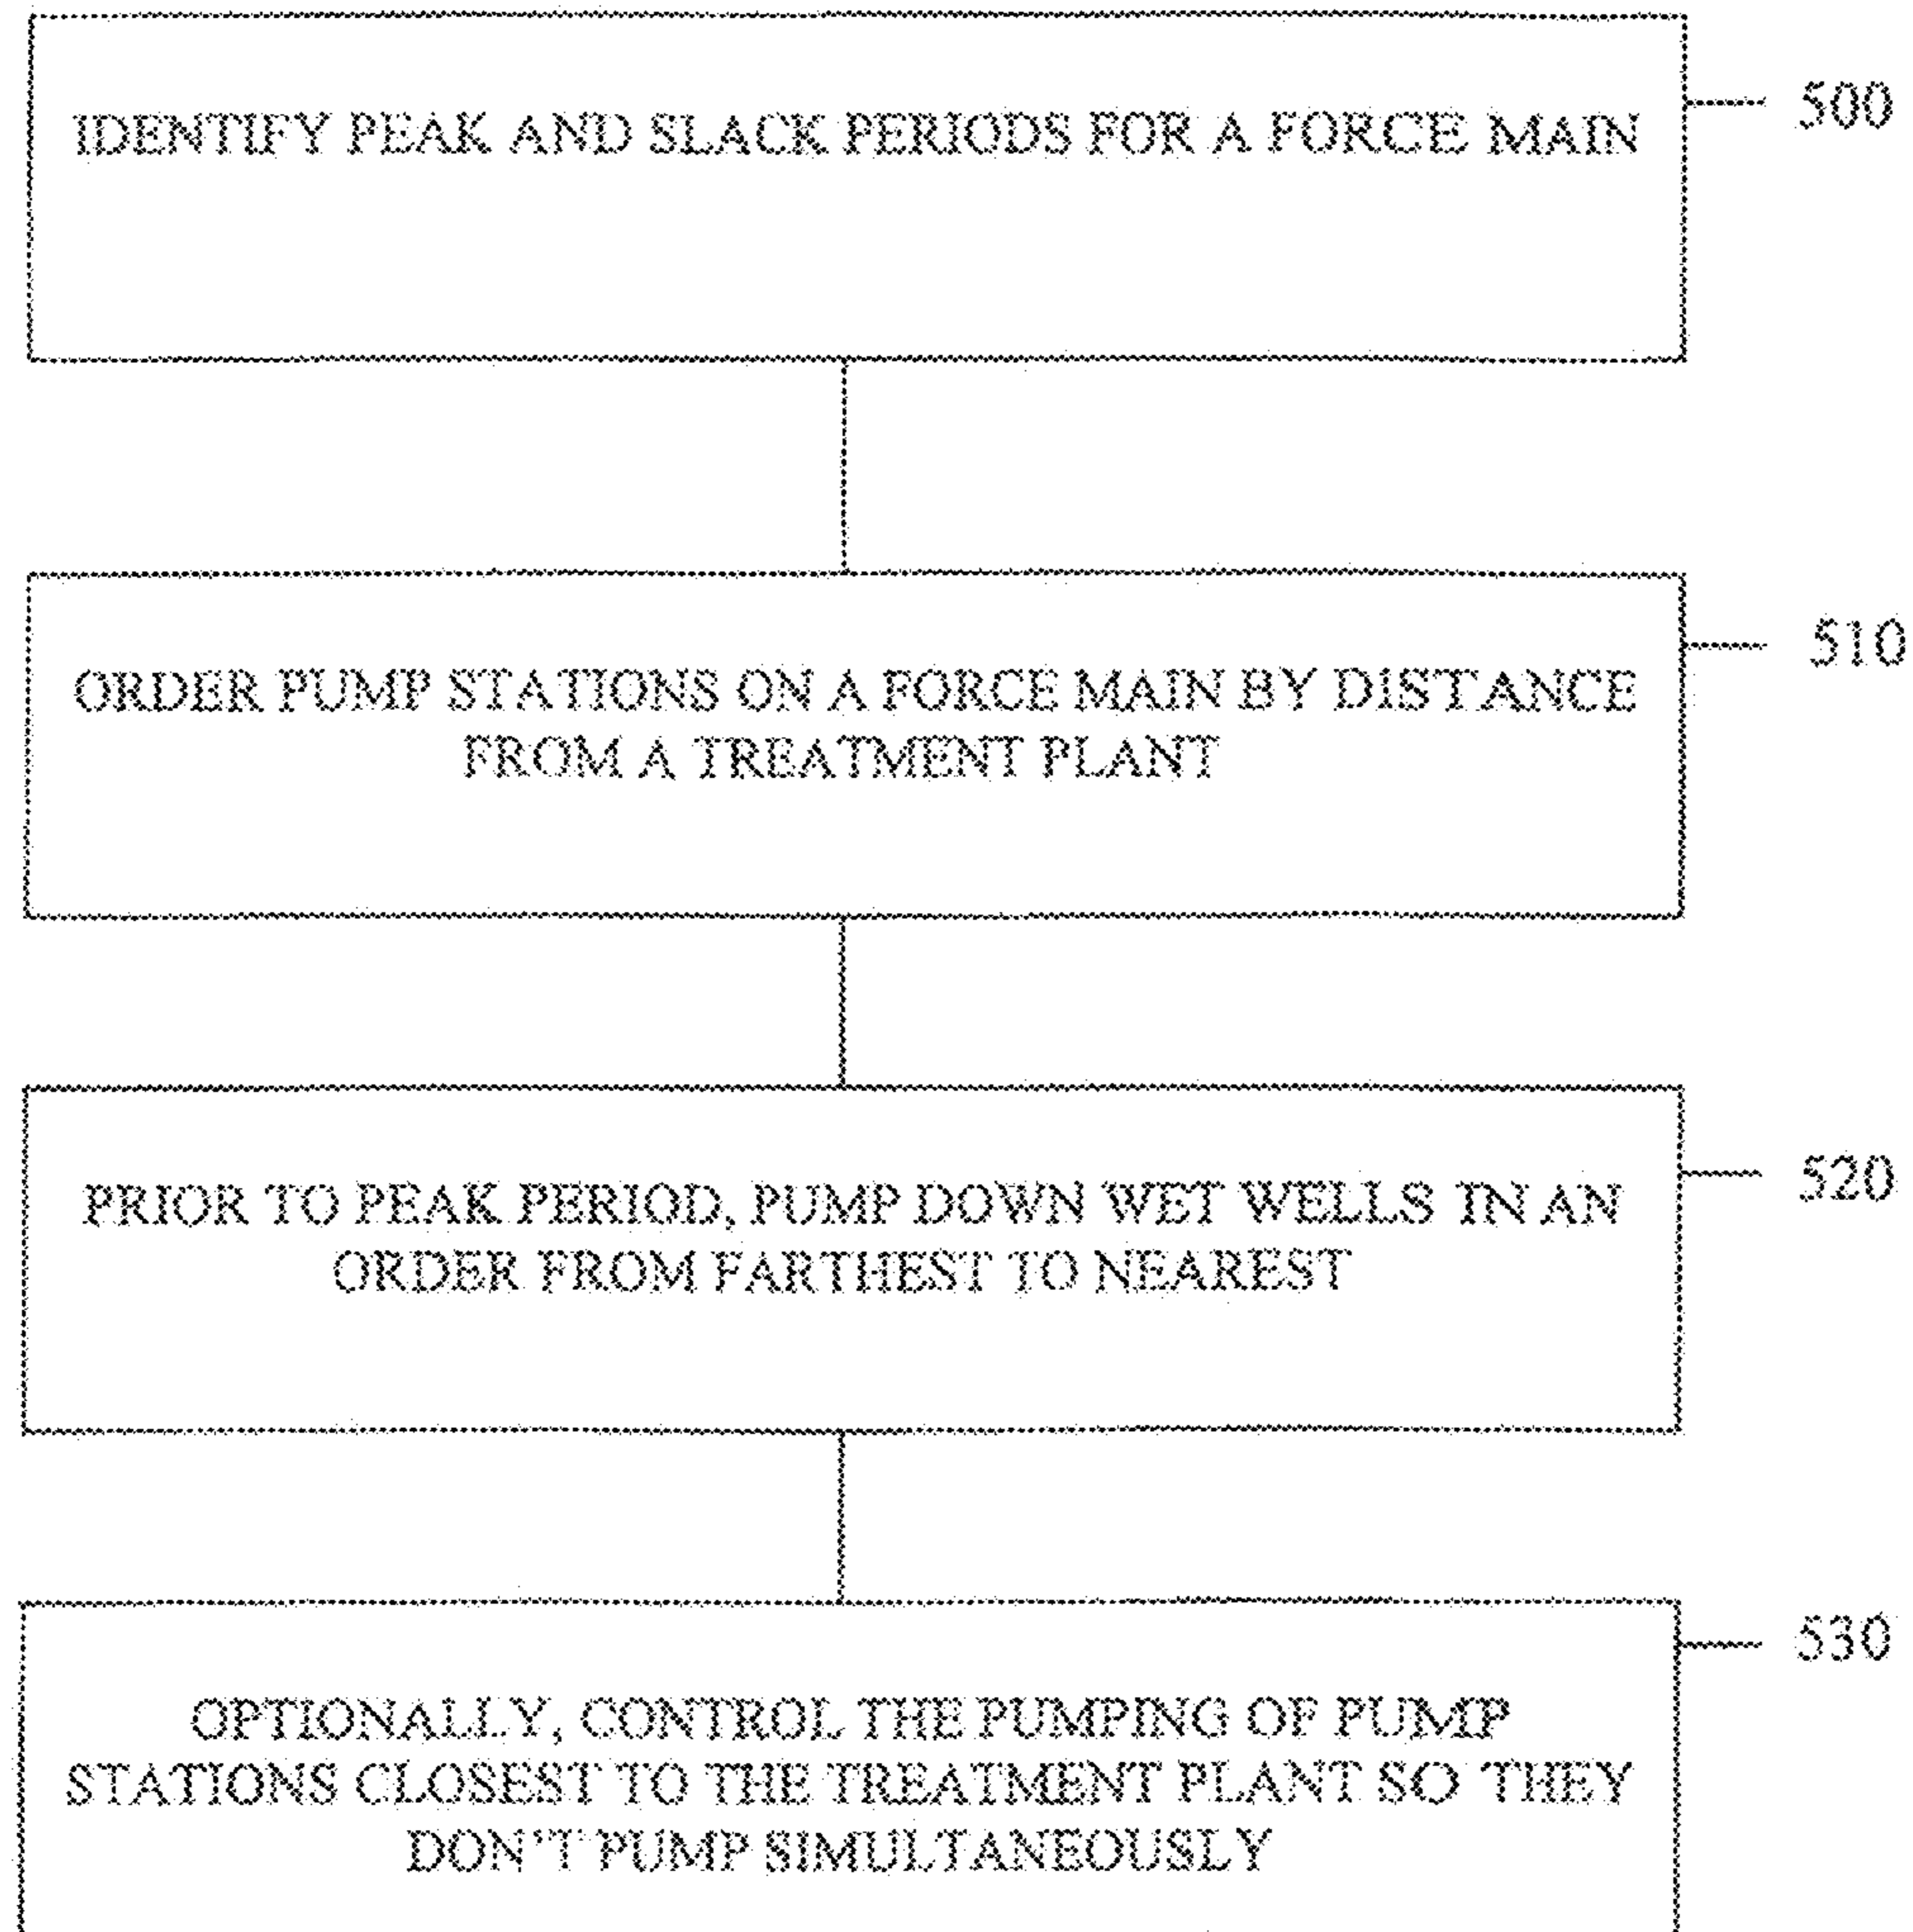 IDENTIFY PEAK AND SLACK PERIODS FOR A FORCE MAIN
500
ORDER PUMP STATIONS ON A FORCE MAIN BY DISTANCE
FROM A TREATMENT PLANT
510
PRIOR TO PEAK PERIOD, PUMP DOWN WET WELLS IN AN
ORDER FROM FARTHEST TO NEAREST
520
OPTIONALLY, CONTROL THE PUMPING OF PUMP
STATIONS CLOSEST TO THE TREATMENT PLANT SO THEY
DON'T PUMP SIMULTANEOUSLY
530